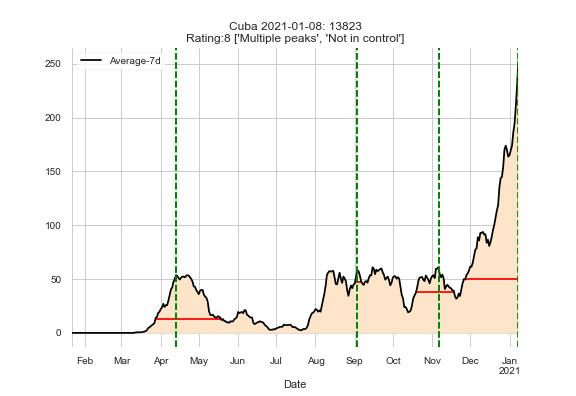 Cuba 2021-01-08: 13823
Rating:8 ['Multiple peaks', 'Not in control']
Average-7d
250
200
150
100
50
0
Feb Mar Apr May Jun Jul Aug Sep Oct Nov Dec Jan
2021
Date